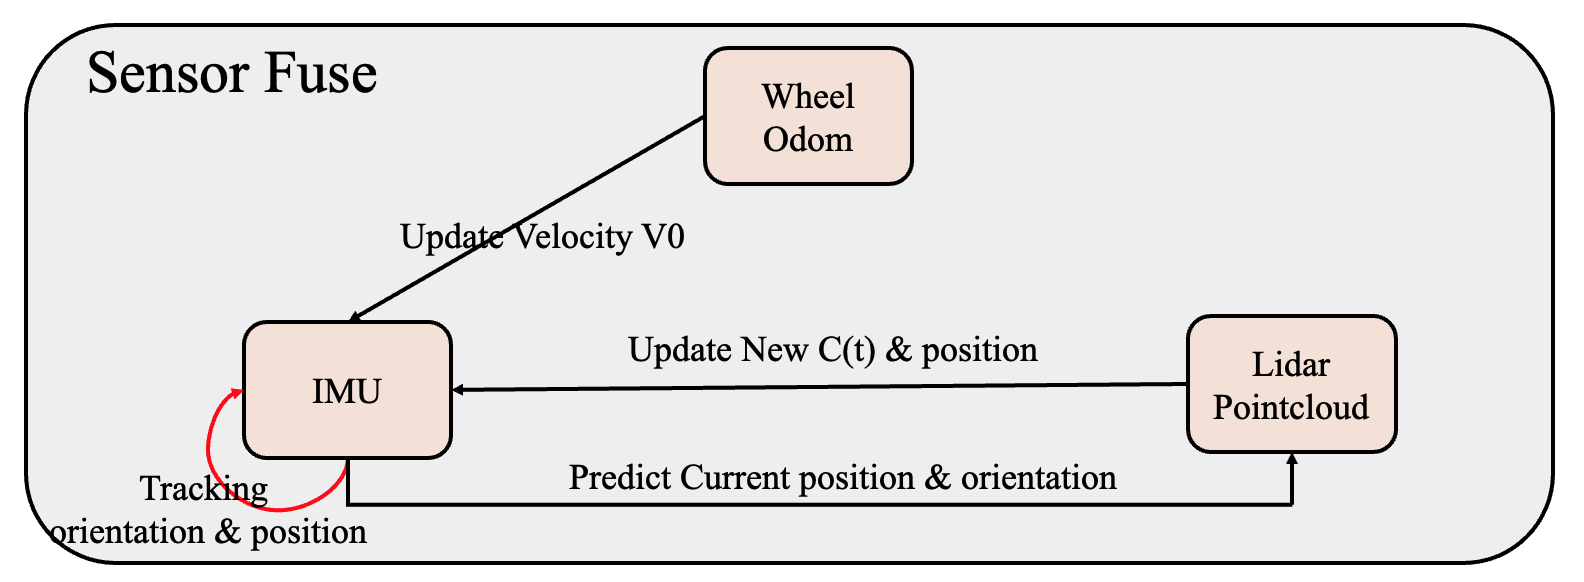 Sensor Fuse
Wheel
Odom
Update Velocity V0
Update New C(t) & position
Lidar
Pointcloud
IMU
Predict Current position & orientation
Tracking
orientation & position